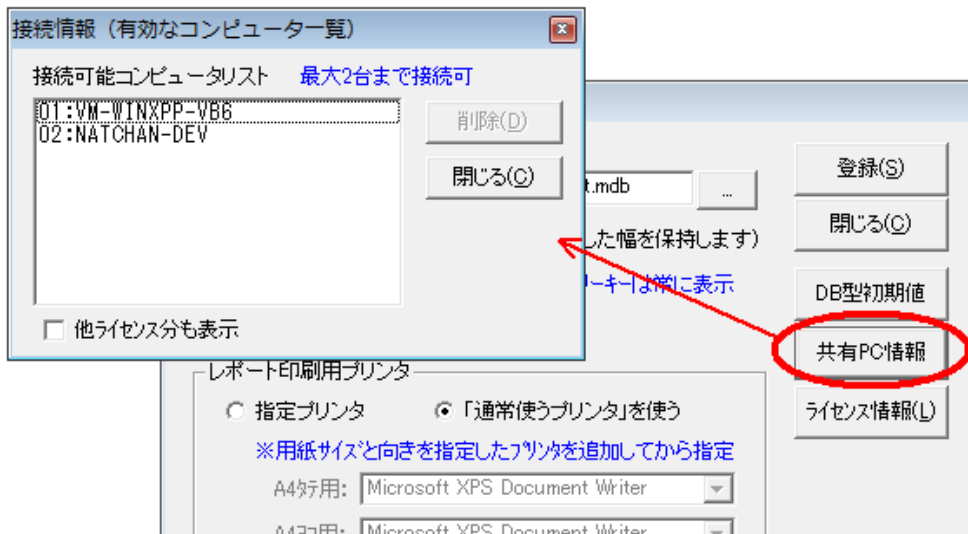 接続情報（有効なコンピューター覧）
接続可能コンピュータリスト 最大2台まで接続可
01:VM-WINXPP-VB6
02:NATCHAN-DEV
削除(D)
閉じる(C)
他ライセンス分も表示
t.mdb
...
した幅を保持します)
リーキーは常に表示
登録(S)
閉じる(C)
DB型初期値
共有PC情報
ライセンス情報(L)
レポート印刷用プリンタ
指定プリンタ 「通常使うプリンタ」を使う
※用紙サイズと向きを指定したプリンタを追加してから指定
A4タテ用: Microsoft XPS Document Writer
A4ヨコ用: Microsoft XPS Document Writer